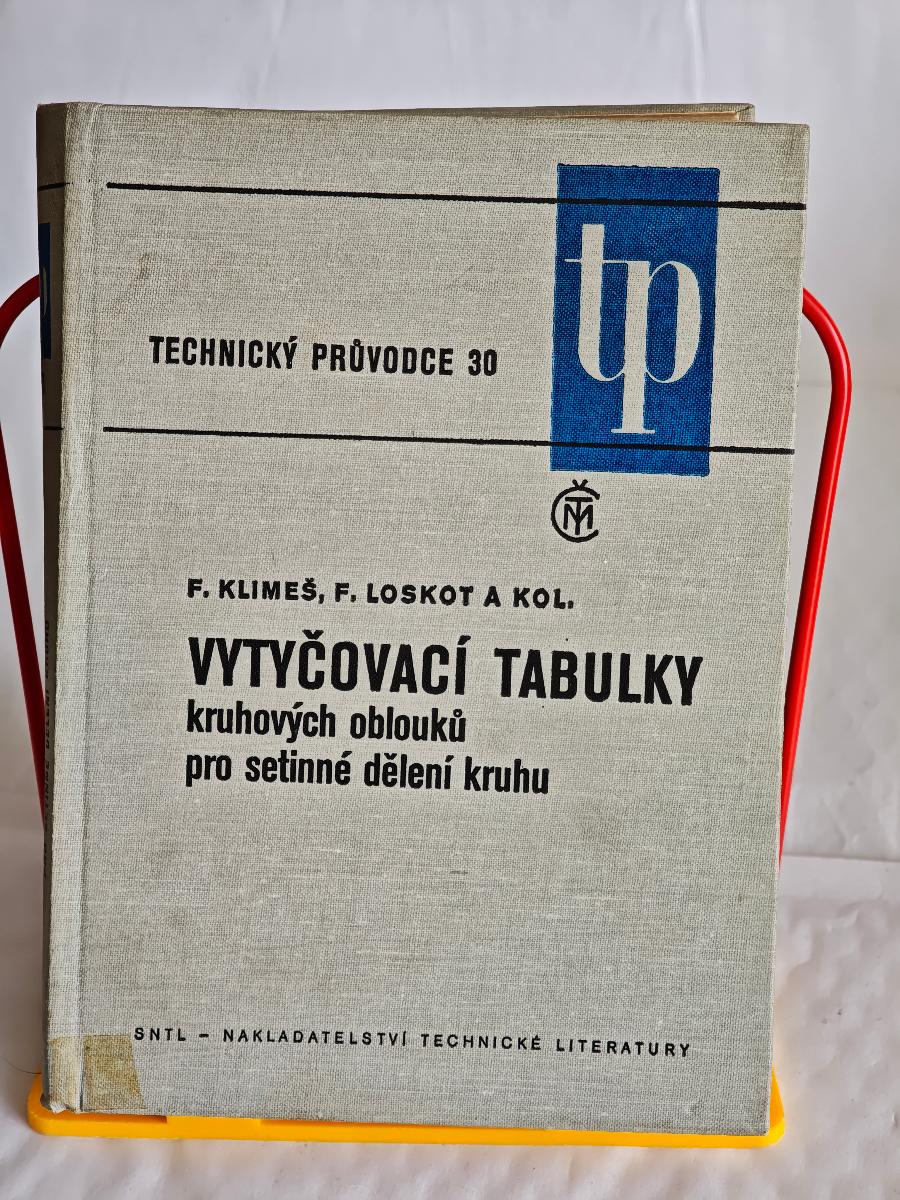 tp
TECHNICKÝ PRŮVODCE 30
ČTM
F. KLIMEŠ, F. LOSKOT A KOL.
VYTYČOVACÍ TABULKY
kruhových oblouků
pro setinné dělení kruhu
SNTL – NAKLADATELSTVÍ TECHNICKÉ LITERATURY